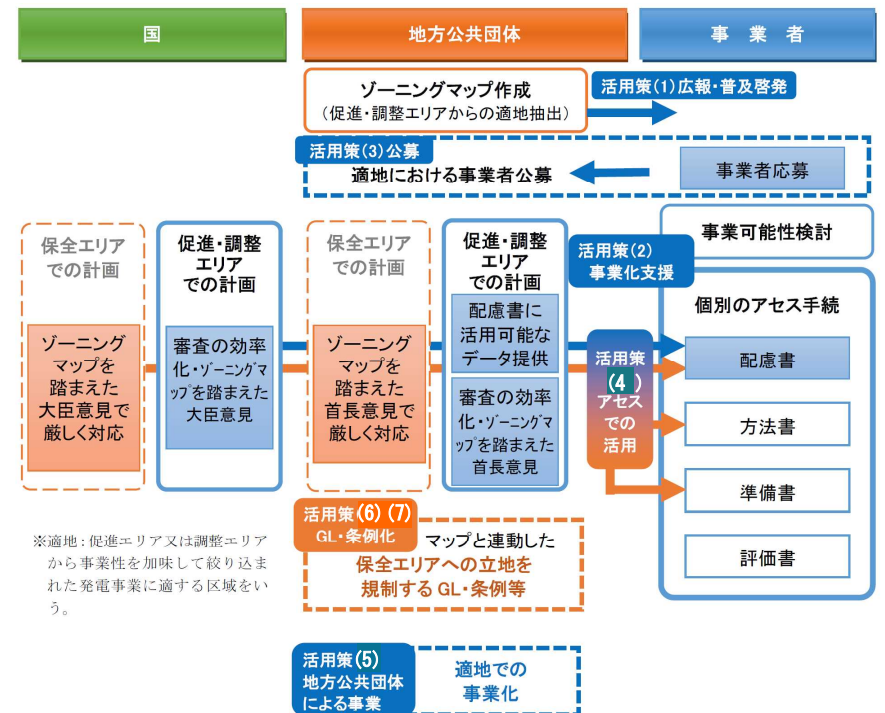 国
地方公共団体
事 業 者
ゾーニングマップ作成
(促進・調整エリアからの適地抽出)
活用策(1)広報・普及啓発
活用策(3)公募
適地における事業者公募
事業者応募
保全エリア
での計画
ゾーニング
マップを
踏まえた
大臣意見で
厳しく対応
促進・調整
エリア
での計画
審査の効率
化・ゾーニングマ
ップを踏まえた
大臣意見
保全エリア
での計画
ゾーニング
マップを
踏まえた
首長意見で
厳しく対応
促進・調整
エリア
での計画
配慮書に
活用可能な
データ提供
審査の効率
化・ゾーニングマ
ップを踏まえた
首長意見
活用策(2)
事業化支援
活用策
(4)
アセス
での
活用
事業可能性検討
個別のアセス手続
配慮書
方法書
準備書
評価書
※適地:促進エリア又は調整エリア
から事業性を加味して絞り込ま
れた発電事業に適する区域をい
う。
活用策(6)(7)
GL・条例化
マップと連動した
保全エリアへの立地を
規制する GL・条例等
活用策(5)
地方公共団体
による事業
適地での
事業化